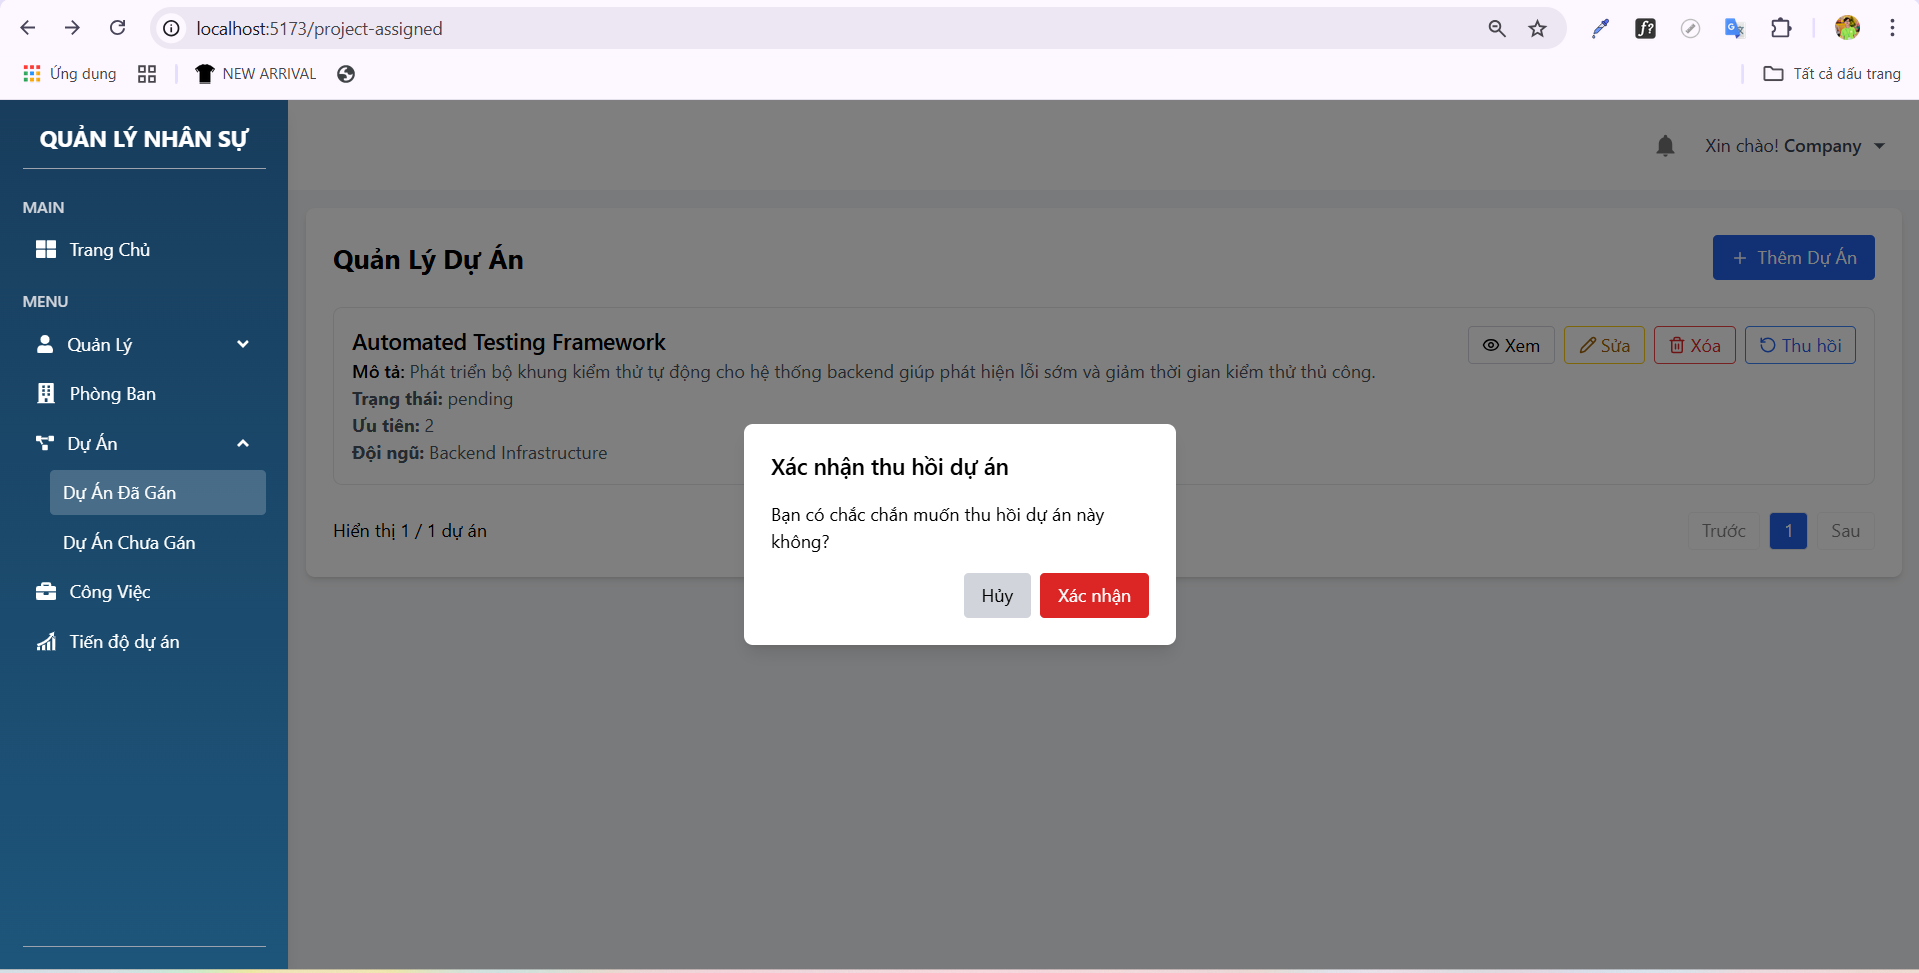 localhost:5173/project-assigned
Ứng dụng
NEW ARRIVAL
Tất cả dấu trang
QUẢN LÝ NHÂN SỰ
Xin chào! Company
MAIN
Trang Chủ
MENU
Quản Lý
Phòng Ban
Dự Án
Dự Án Đã Gán
Dự Án Chưa Gán
Công Việc
Tiến độ dự án
Quản Lý Dự Án
+ Thêm Dự Án
Automated Testing Framework
Xem
Sửa
Xóa
Thu hồi
Mô tả: Phát triển bộ khung kiểm thử tự động cho hệ thống backend giúp phát hiện lỗi sớm và giảm thời gian kiểm thử thủ công.
Trạng thái: pending
Ưu tiên: 2
Đội ngũ: Backend Infrastructure
Hiển thị 1 / 1 dự án
Trước
1
Sau
Xác nhận thu hồi dự án
Bạn có chắc chắn muốn thu hồi dự án này
không?
Hủy
Xác nhận